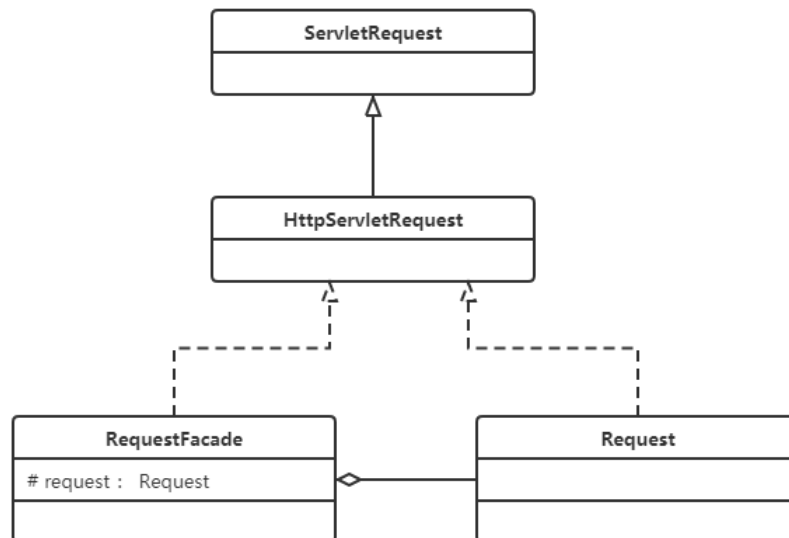 ServletRequest
HttpServletRequest
RequestFacade
# request : Request
Request